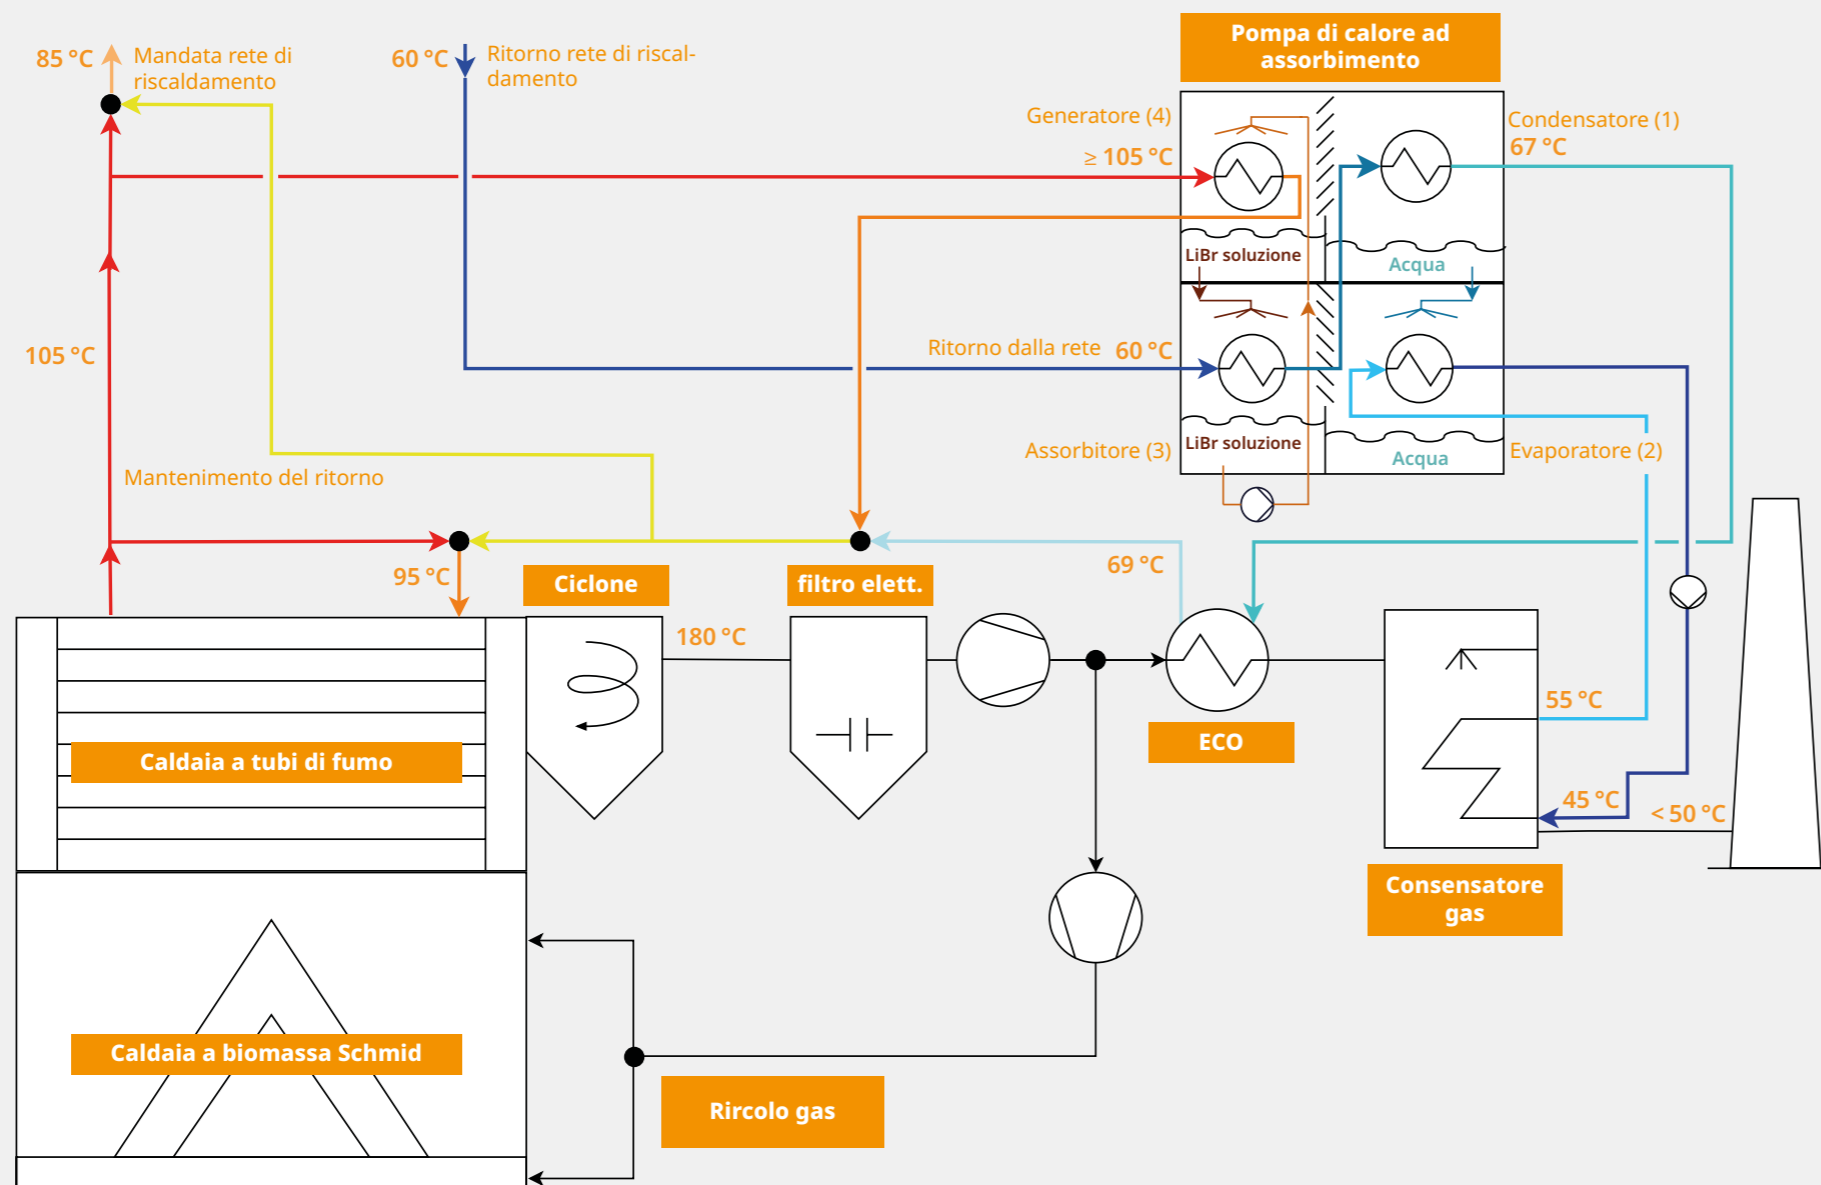 Pompa di calore ad
assorbimento
85 °C
Mandata rete di
riscaldamento
60 °C
Ritorno rete di riscal-
damento
Generatore (4)
≥ 105 °C
Condensatore (1)
67 °C
LiBr soluzione
Acqua
105 °C
Ritorno dalla rete
60 °C
Assorbitore (3)
LiBr soluzione
Acqua
Evaporatore (2)
Mantenimento del ritorno
95 °C
Ciclone
filtro elett.
69 °C
180 °C
ECO
55 °C
45 °C
< 50 °C
Caldaia a tubi di fumo
Consensatore
gas
Caldaia a biomassa Schmid
Rircolo gas